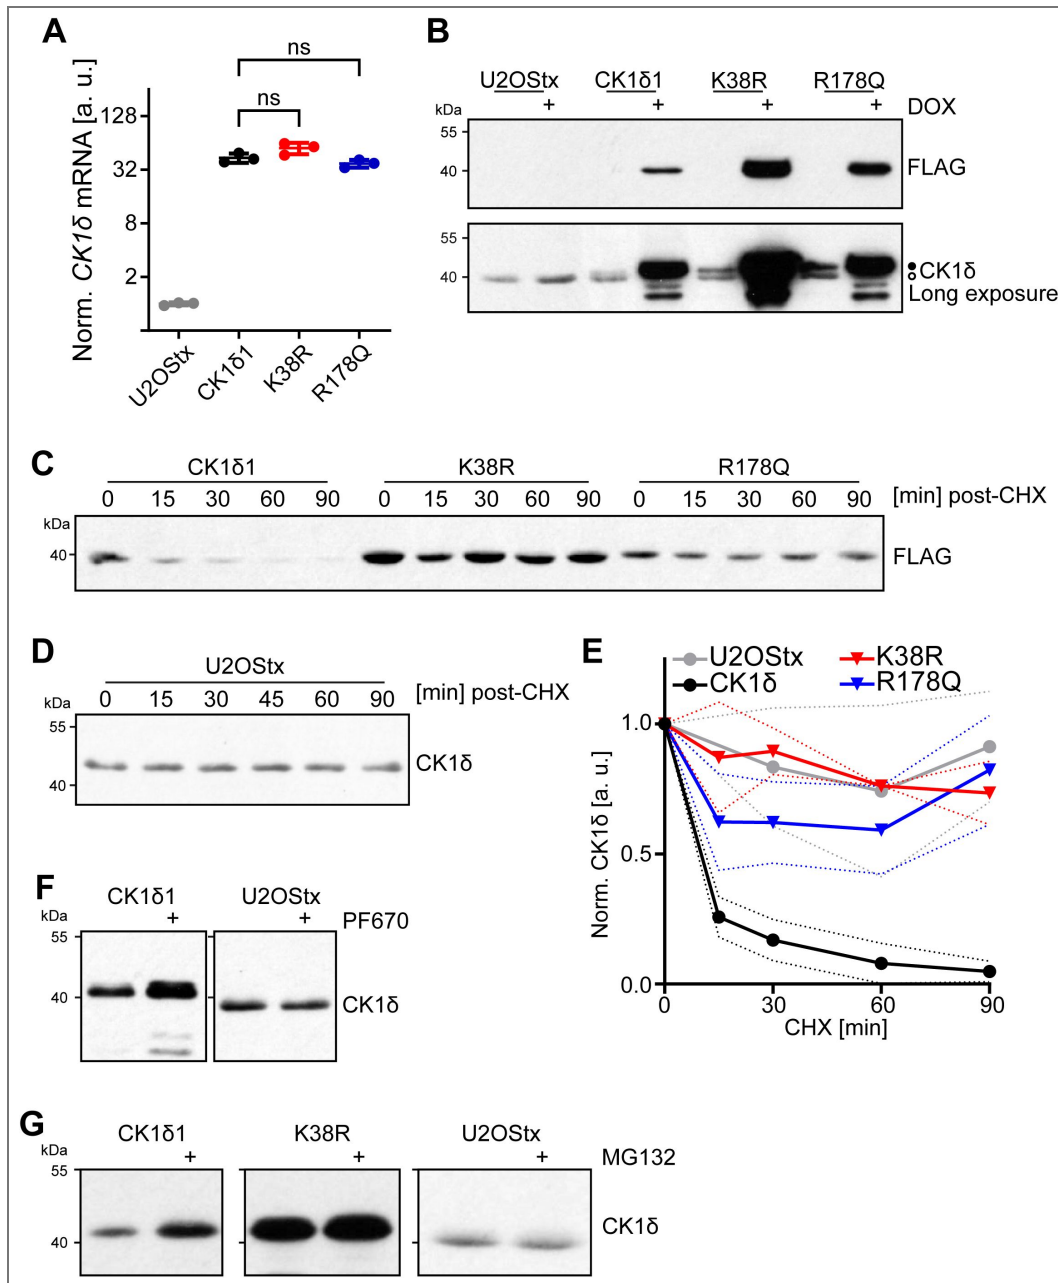 A
Norm. CK1δ mRNA [a. u.]
128
32
8
2
ns
ns
U2OStx
CK1δ1
K38R
R178Q
B
U2OStx CK1δ1 K38R R178Q
+ + + + DOX
kDa
55
40
FLAG
55
40
CK1δ
Long exposure
C
CK1δ1 K38R R178Q
0 15 30 60 90 0 15 30 60 90 0 15 30 60 90 [min] post-CHX
kDa
40
FLAG
D
U2OStx
0 15 30 45 60 90 [min] post-CHX
kDa
55
40
CK1δ
E
U2OStx K38R
CK1δ R178Q
Norm. CK1δ [a. u.]
1.0
0.5
0.0
0 30 60 90
CHX [min]
F
CK1δ1 U2OStx
+ + PF670
kDa
55
40
CK1δ
G
CK1δ1 K38R U2OStx
+ + + MG132
kDa
55
40
CK1δ